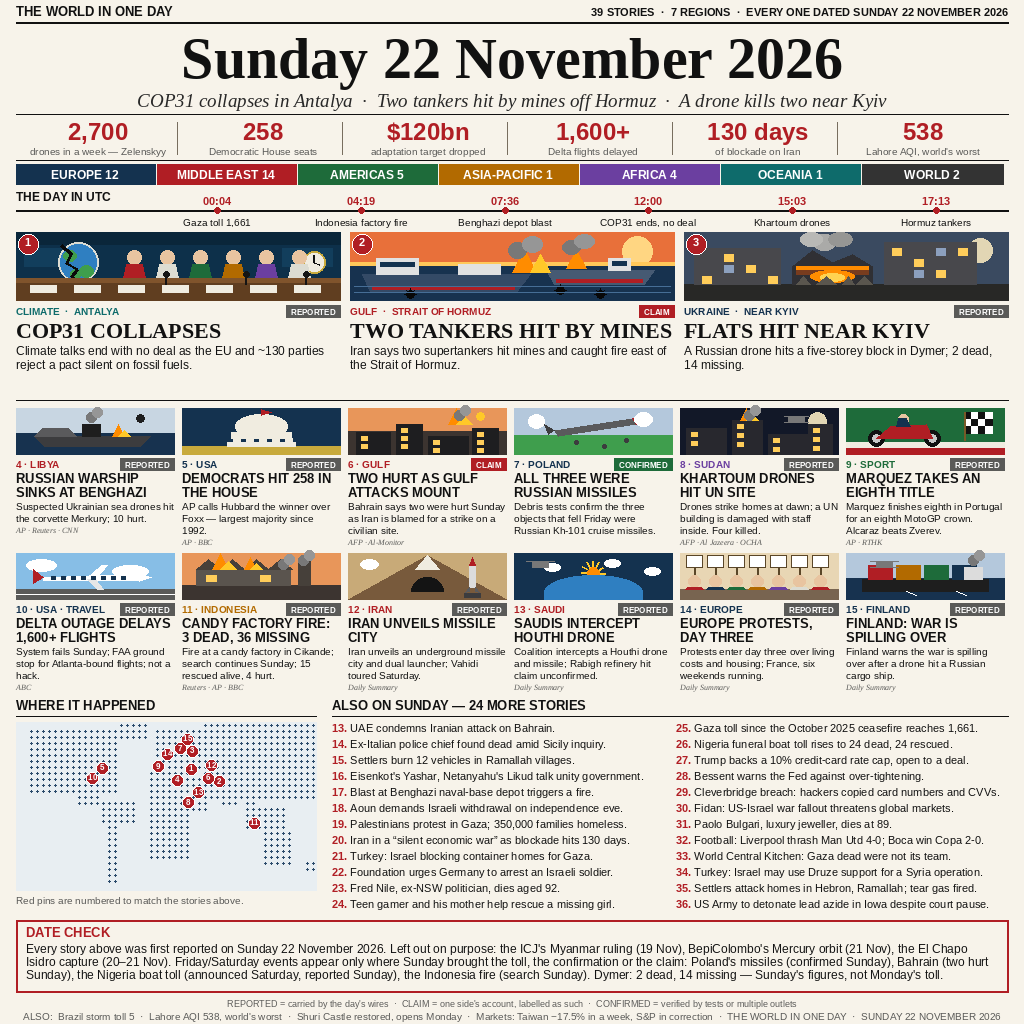 THE WORLD IN ONE DAY
39 STORIES · 7 REGIONS · EVERY ONE DATED SUNDAY 22 NOVEMBER 2026
Sunday 22 November 2026
COP31 collapses in Antalya · Two tankers hit by mines off Hormuz · A drone kills two near Kyiv
2,700
drones in a week — Zelenskyy
258
Democratic House seats
$120bn
adaptation target dropped
1,600+
Delta flights delayed
130 days
of blockade on Iran
538
Lahore AQI, world's worst
EUROPE 12
MIDDLE EAST 14
AMERICAS 5
ASIA-PACIFIC 1
AFRICA 4
OCEANIA 1
WORLD 2
THE DAY IN UTC
00:04
Gaza toll 1,661
04:19
Indonesia factory fire
07:36
Benghazi depot blast
12:00
COP31 ends, no deal
15:03
Khartoum drones
17:13
Hormuz tankers
1
CLIMATE · ANTALYA
REPORTED
COP31 COLLAPSES
Climate talks end with no deal as the EU and ~130 parties
reject a pact silent on fossil fuels.
2
GULF · STRAIT OF HORMUZ
CLAIM
TWO TANKERS HIT BY MINES
Iran says two supertankers hit mines and caught fire east of
the Strait of Hormuz.
3
UKRAINE · NEAR KYIV
REPORTED
FLATS HIT NEAR KYIV
A Russian drone hits a five-storey block in Dymer; 2 dead,
14 missing.
4 · LIBYA
REPORTED
RUSSIAN WARSHIP
SINKS AT BENGHAZI
Suspected Ukrainian sea drones hit
the corvette Merkury; 10 hurt.
AP · Reuters · CNN
5 · USA
REPORTED
DEMOCRATS HIT 258 IN
THE HOUSE
AP calls Hubbard the winner over
Foxx — largest majority since
1992.
AP · BBC
6 · GULF
CLAIM
TWO HURT AS GULF
ATTACKS MOUNT
Bahrain says two were hurt Sunday
as Iran is blamed for a strike on a
civilian site.
AFP · Al-Monitor
7 · POLAND
CONFIRMED
ALL THREE WERE
RUSSIAN MISSILES
Debris tests confirm the three
objects that fell Friday were
Russian Kh-101 cruise missiles.
8 · SUDAN
REPORTED
KHARTOUM DRONES
HIT UN SITE
Drones strike homes at dawn; a UN
building is damaged with staff
inside. Four killed.
AFP · Al Jazeera · OCHA
9 · SPORT
REPORTED
MARQUEZ TAKES AN
EIGHTH TITLE
Marquez finishes eighth in Portugal
for an eighth MotoGP crown.
Alcaraz beats Zverev.
AP · RTHK
10 · USA · TRAVEL
REPORTED
DELTA OUTAGE DELAYS
1,600+ FLIGHTS
System fails Sunday; FAA ground
stop for Atlanta-bound flights; not a
hack.
ABC
11 · INDONESIA
REPORTED
CANDY FACTORY FIRE:
3 DEAD, 36 MISSING
Fire at a candy factory in Cikande;
search continues Sunday; 15
rescued alive, 4 hurt.
Reuters · AP · BBC
12 · IRAN
REPORTED
IRAN UNVEILS MISSILE
CITY
Iran unveils an underground missile
city and dual launcher; Vahidi
toured Saturday.
Daily Summary
13 · SAUDI
REPORTED
SAUDIS INTERCEPT
HOUTHI DRONE
Coalition intercepts a Houthi drone
and missile; Rabigh refinery hit
claim unconfirmed.
Daily Summary
14 · EUROPE
REPORTED
EUROPE PROTESTS,
DAY THREE
Protests enter day three over living
costs and housing; France, six
weekends running.
Daily Summary
15 · FINLAND
REPORTED
FINLAND: WAR IS
SPILLING OVER
Finland warns the war is spilling
over after a drone hit a Russian
cargo ship.
Daily Summary
WHERE IT HAPPENED
15
14
7
3
9
1
12
5
10
4
6
2
13
8
11
Red pins are numbered to match the stories above.
ALSO ON SUNDAY — 24 MORE STORIES
13. UAE condemns Iranian attack on Bahrain.
14. Ex-Italian police chief found dead amid Sicily inquiry.
15. Settlers burn 12 vehicles in Ramallah villages.
16. Eisenkot's Yashar, Netanyahu's Likud talk unity government.
17. Blast at Benghazi naval-base depot triggers a fire.
18. Aoun demands Israeli withdrawal on independence eve.
19. Palestinians protest in Gaza; 350,000 families homeless.
20. Iran in a “silent economic war” as blockade hits 130 days.
21. Turkey: Israel blocking container homes for Gaza.
22. Foundation urges Germany to arrest an Israeli soldier.
23. Fred Nile, ex-NSW politician, dies aged 92.
24. Teen gamer and his mother help rescue a missing girl.
25. Gaza toll since the October 2025 ceasefire reaches 1,661.
26. Nigeria funeral boat toll rises to 24 dead, 24 rescued.
27. Trump backs a 10% credit-card rate cap, open to a deal.
28. Bessent warns the Fed against over-tightening.
29. Cleverbridge breach: hackers copied card numbers and CVVs.
30. Fidan: US-Israel war fallout threatens global markets.
31. Paolo Bulgari, luxury jeweller, dies at 89.
32. Football: Liverpool thrash Man Utd 4-0; Boca win Copa 2-0.
33. World Central Kitchen: Gaza dead were not its team.
34. Turkey: Israel may use Druze support for a Syria operation.
35. Settlers attack homes in Hebron, Ramallah; tear gas fired.
36. US Army to detonate lead azide in Iowa despite court pause.
DATE CHECK
Every story above was first reported on Sunday 22 November 2026. Left out on purpose: the ICJ's Myanmar ruling (19 Nov), BepiColombo's Mercury orbit (21 Nov), the El Chapo
Isidro capture (20–21 Nov). Friday/Saturday events appear only where Sunday brought the toll, the confirmation or the claim: Poland's missiles (confirmed Sunday), Bahrain (two hurt
Sunday), the Nigeria boat toll (announced Saturday, reported Sunday), the Indonesia fire (search Sunday). Dymer: 2 dead, 14 missing — Sunday's figures, not Monday's toll.
REPORTED = carried by the day's wires · CLAIM = one side's account, labelled as such · CONFIRMED = verified by tests or multiple outlets
ALSO: Brazil storm toll 5 · Lahore AQI 538, world's worst · Shuri Castle restored, opens Monday · Markets: Taiwan −17.5% in a week, S&P in correction · THE WORLD IN ONE DAY · SUNDAY 22 NOVEMBER 2026